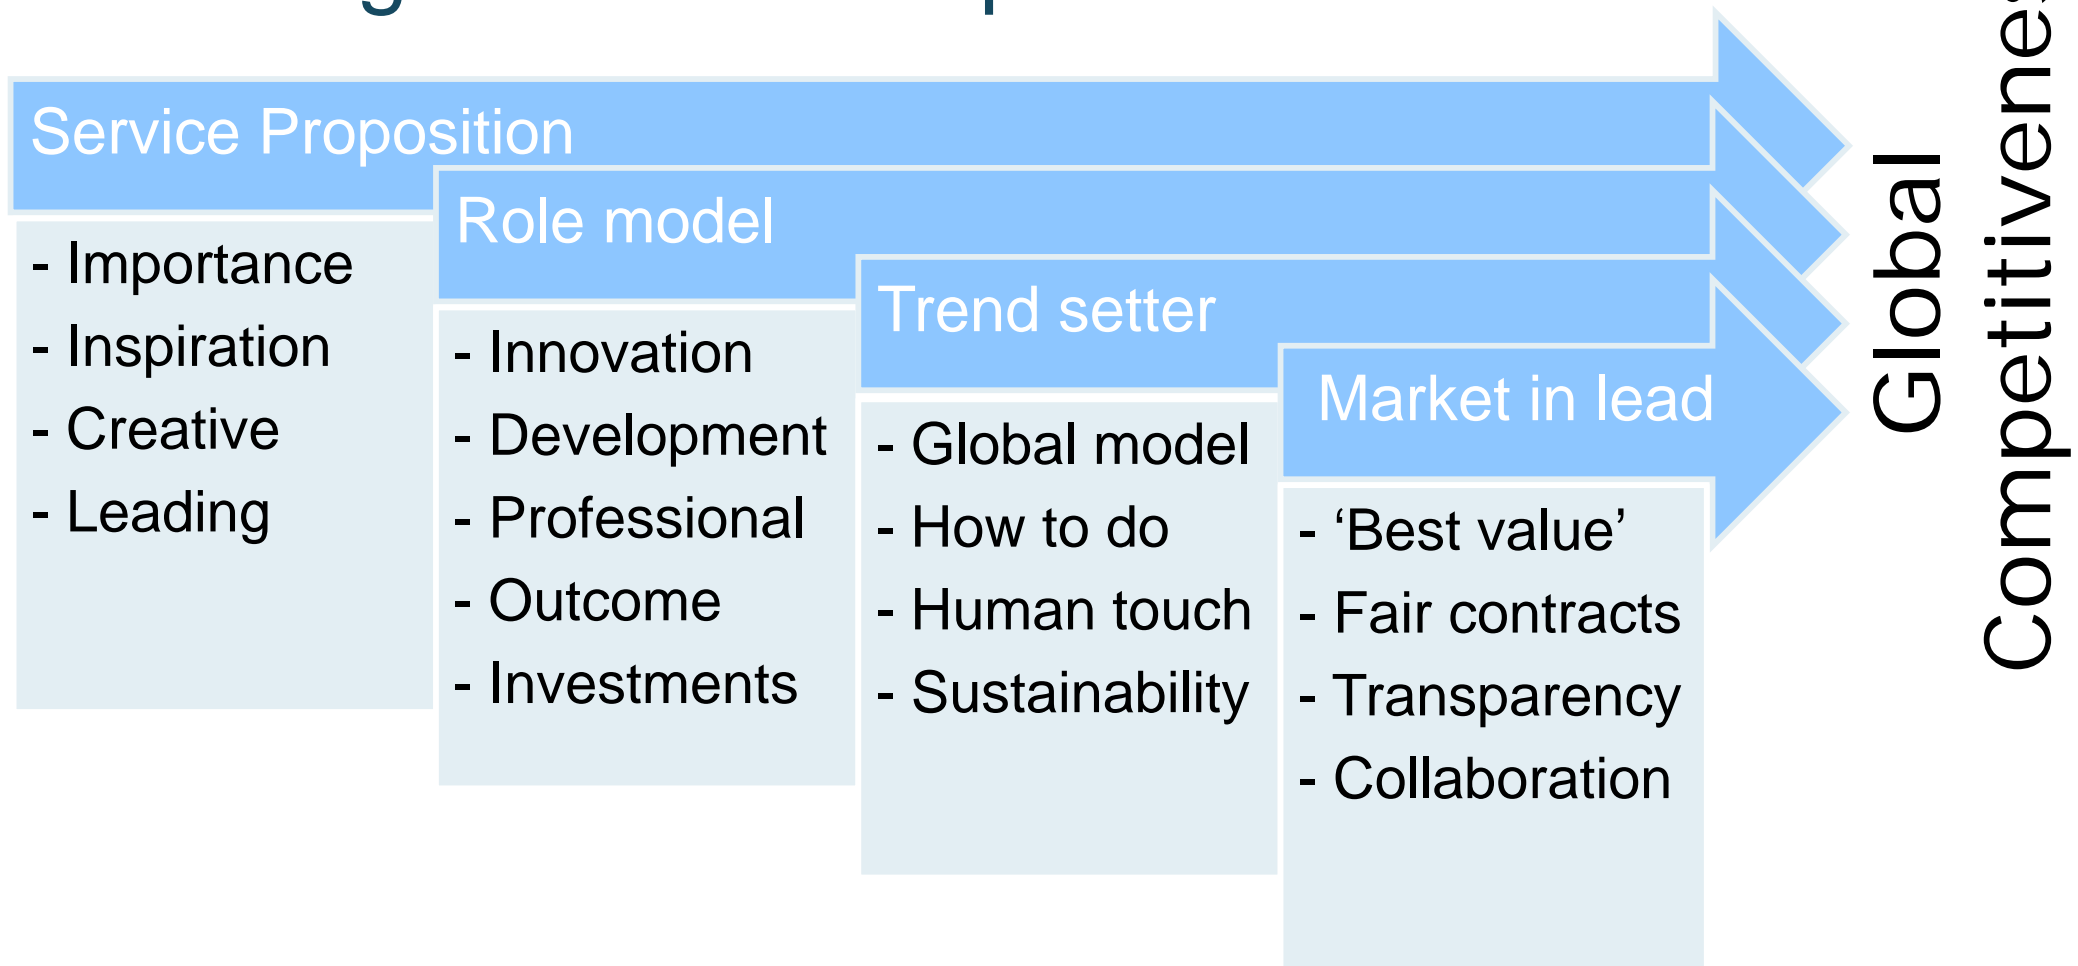 Service Proposition
- Importance
- Inspiration
- Creative
- Leading
Role model
- Innovation
- Development
- Professional
- Outcome
- Investments
Trend setter
- Global model
- How to do
- Human touch
- Sustainability
Market in lead
- ‘Best value’
- Fair contracts
- Transparency
- Collaboration
Global